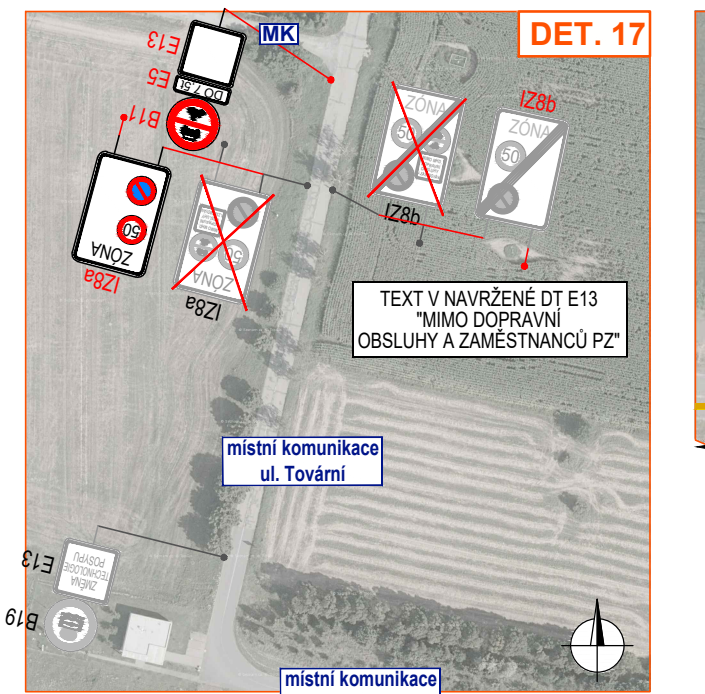 DET. 17
MK
E13
E5
DO 7,5t
B11
ZÓNA
50
IZ8b
ZÓNA
50
IZ8b
50
ZÓNA
IZ8a
50
ZÓNA
IZ8a
TEXT V NAVRŽENÉ DT E13
"MIMO DOPRAVNÍ
OBSLUHY A ZAMĚSTNANCŮ PZ"
místní komunikace
ul. Tovární
E13
ZMĚNA
TECHNOLOGIE
POSYPU
B19
místní komunikace